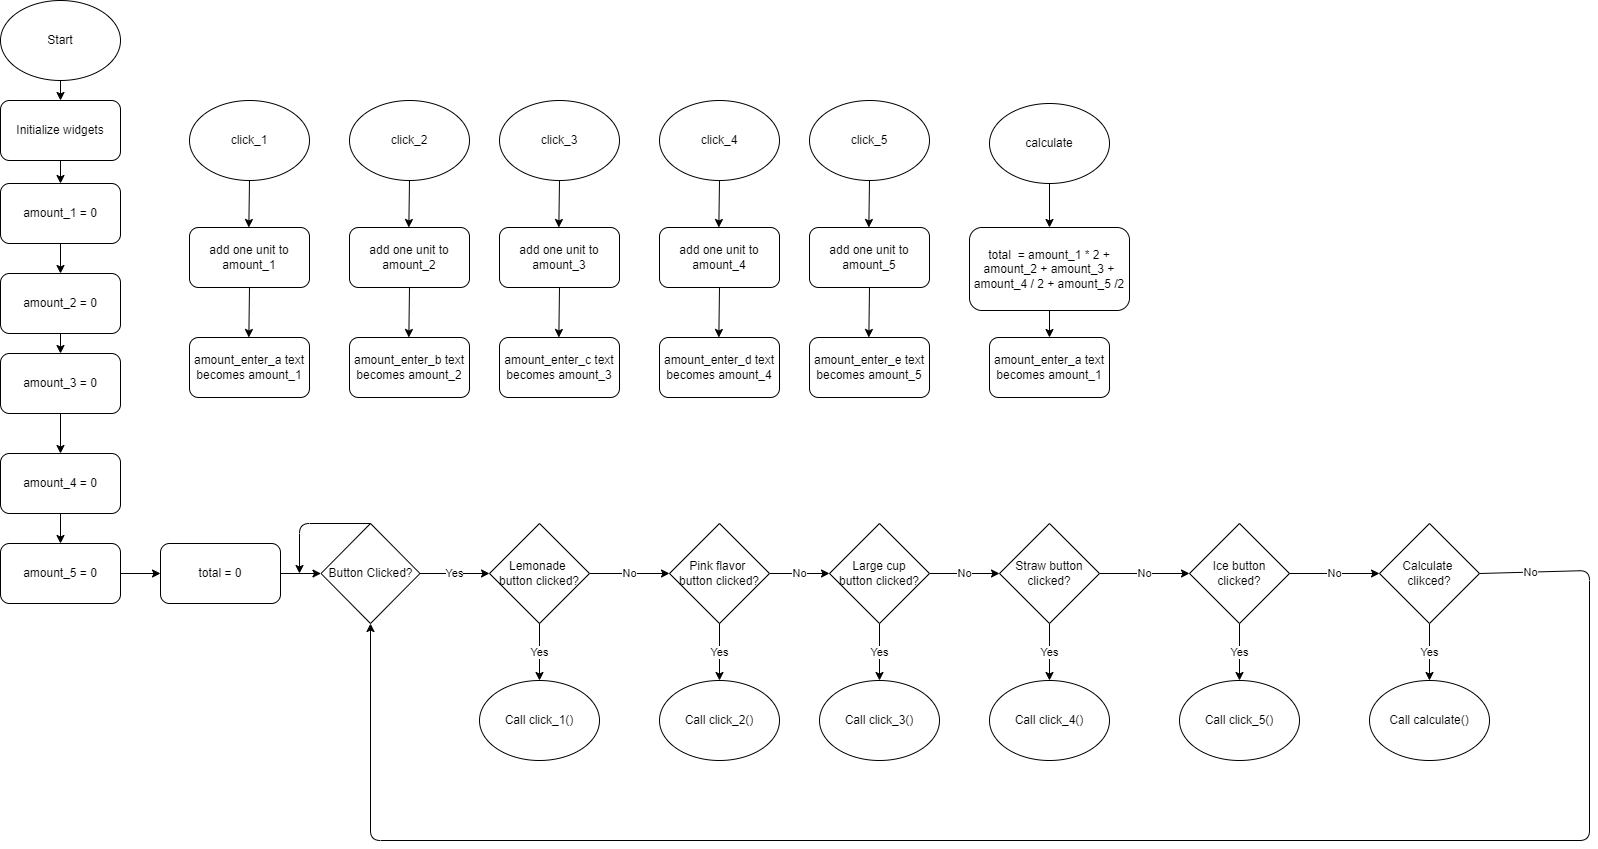 Start
Initialize widgets
amount_1 = 0
amount_2 = 0
amount_3 = 0
amount_4 = 0
amount_5 = 0
click_1
add one unit to
amount_1
amount_enter_a text
becomes amount_1
click_2
add one unit to
amount_2
amount_enter_b text
becomes amount_2
click_3
add one unit to
amount_3
amount_enter_c text
becomes amount_3
click_4
add one unit to
amount_4
amount_enter_d text
becomes amount_4
click_5
add one unit to
amount_5
amount_enter_e text
becomes amount_5
calculate
total = amount_1 * 2 +
amount_2 + amount_3 +
amount_4 / 2 + amount_5 /2
amount_enter_a text
becomes amount_1
total = 0
Button Clicked?
Yes
Lemonade
button clicked?
No
Pink flavor
button clicked?
No
Large cup
button clicked?
No
Straw button
clicked?
No
Ice button
clicked?
No
Calculate
clikced?
No
Yes
Yes
Yes
Yes
Yes
Yes
Call click_1()
Call click_2()
Call click_3()
Call click_4()
Call click_5()
Call calculate()